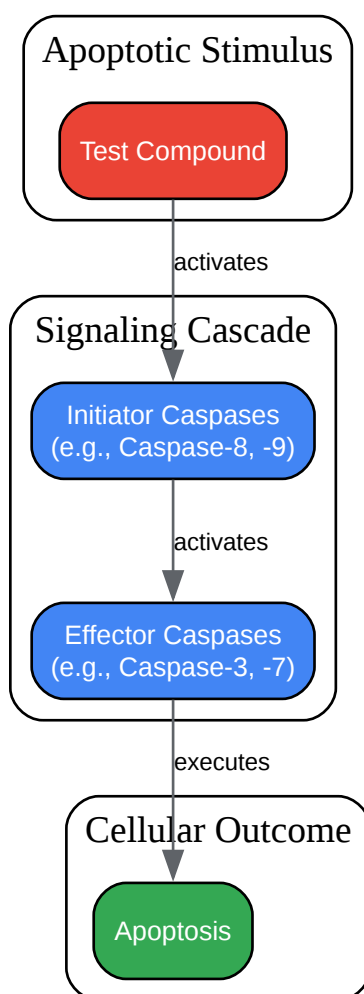 Apoptotic Stimulus
Test Compound
activates
Signaling Cascade
Initiator Caspases
(e.g., Caspase-8, -9)
activates
Effector Caspases
(e.g., Caspase-3, -7)
executes
Cellular Outcome
Apoptosis